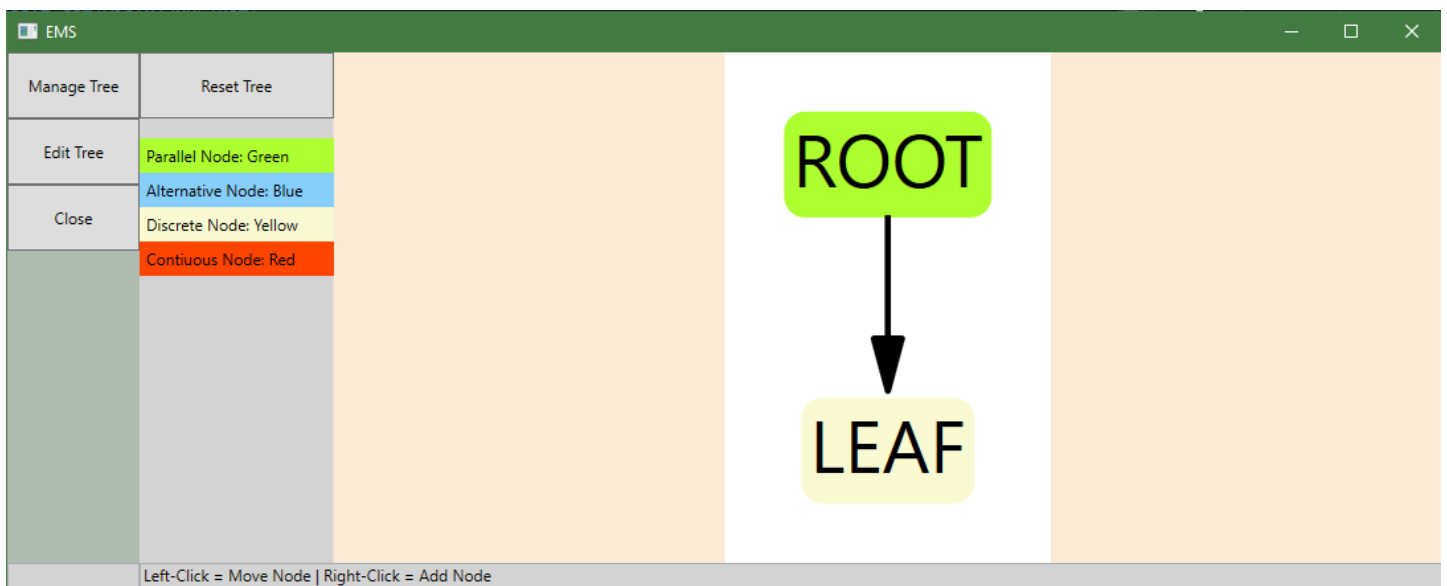 EMS
Manage Tree
Reset Tree
Edit Tree
Close
Parallel Node: Green
Alternative Node: Blue
Discrete Node: Yellow
Contiuous Node: Red
ROOT
LEAF
Left-Click = Move Node | Right-Click = Add Node